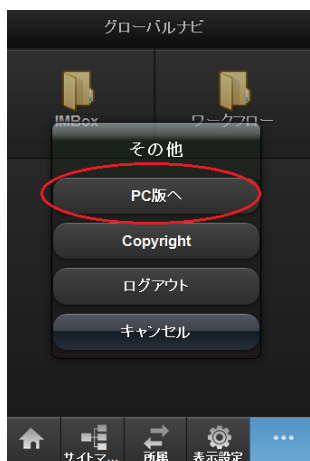 グローバルナビ
IMBox
ワークフロー
その他
PC版へ
Copyright
ログアウト
キャンセル
サイトマ...
所属
表示設定